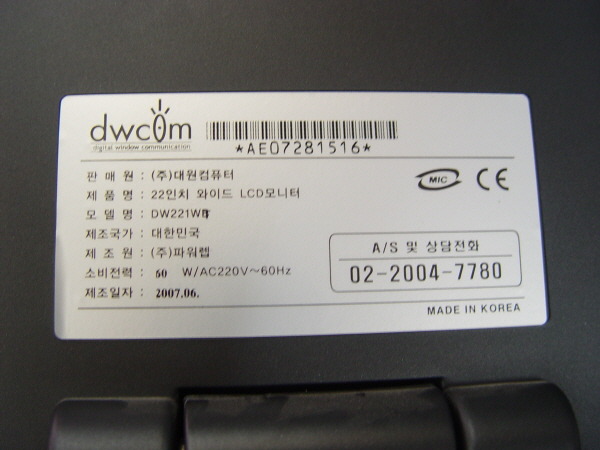 dwcom
digital window communication
*AE07281516*
판 매 원 : (주)대원컴퓨터
제 품 명 : 22인치 와이드 LCD모니터
모 델 명 :
제조국가 : 대한민국
제 조 원 : (주)파워렙
소비전력 : 60 W/AC220V~60Hz
제조일자 : 2007.06.
MIC
CE
A/S 및 상담전화
02-2004-7780
MADE IN KOREA